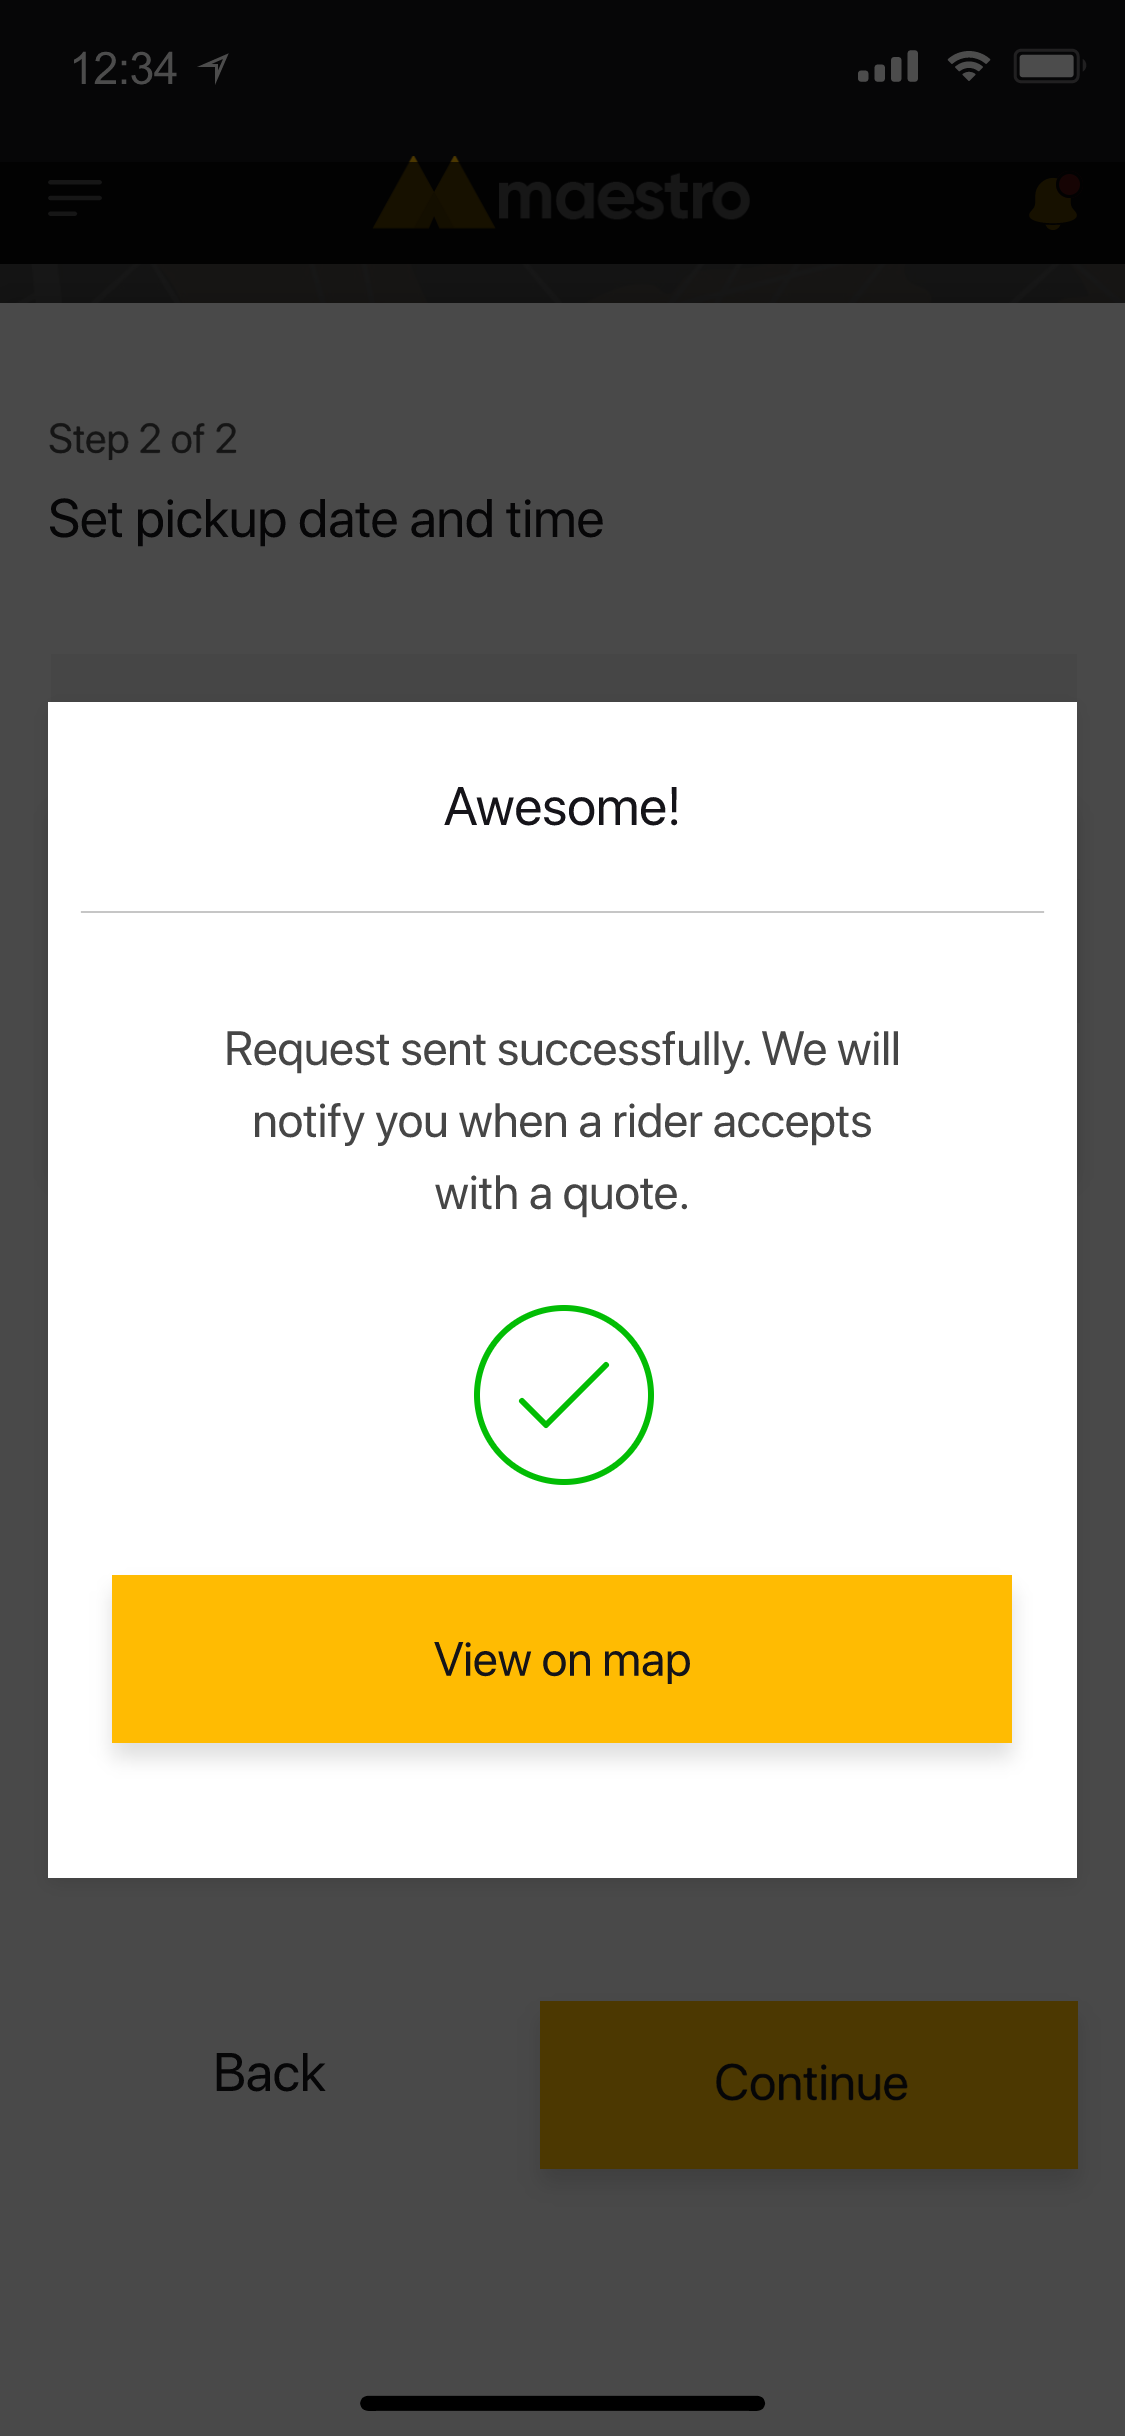 12:34
maestro
Step 2 of 2
Set pickup date and time
Awesome!
Request sent successfully. We will
notify you when a rider accepts
with a quote.
View on map
Back
Continue